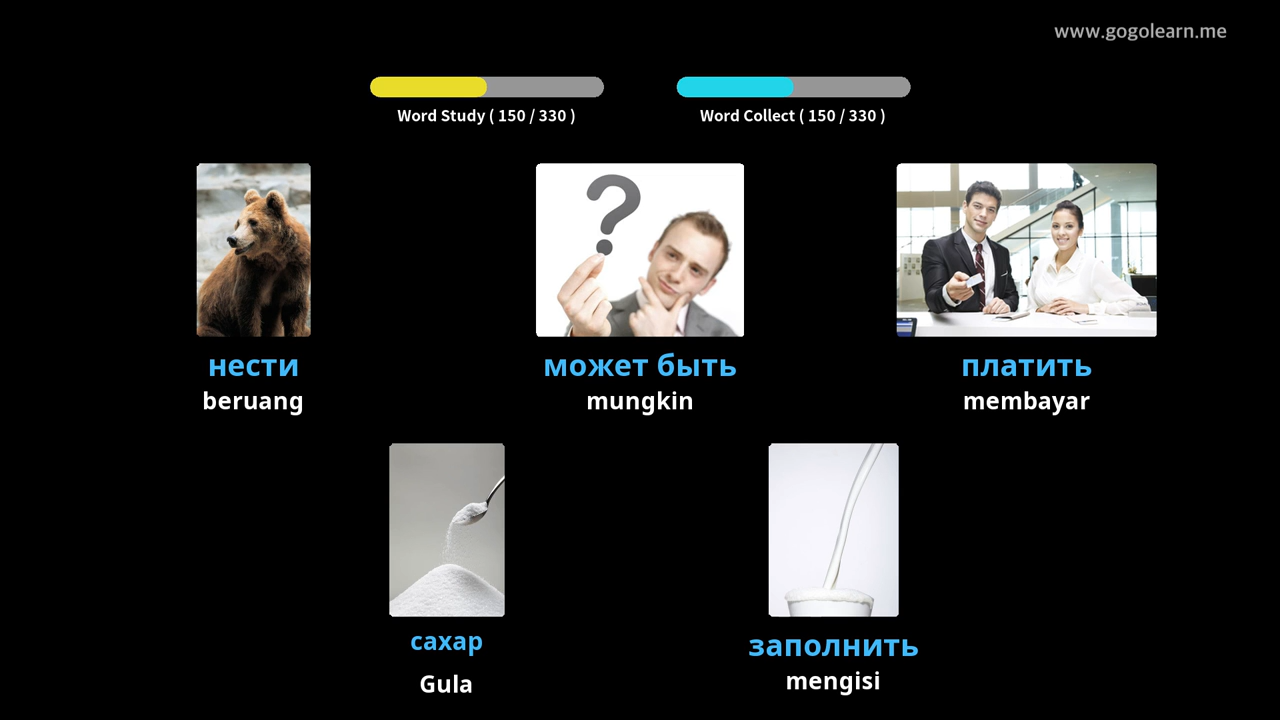 www.gogolearn.me
Word Study ( 150 / 330 )
Word Collect ( 150 / 330 )
нести
beruang
может быть
mungkin
платить
membayar
сахар
Gula
заполнить
mengisi